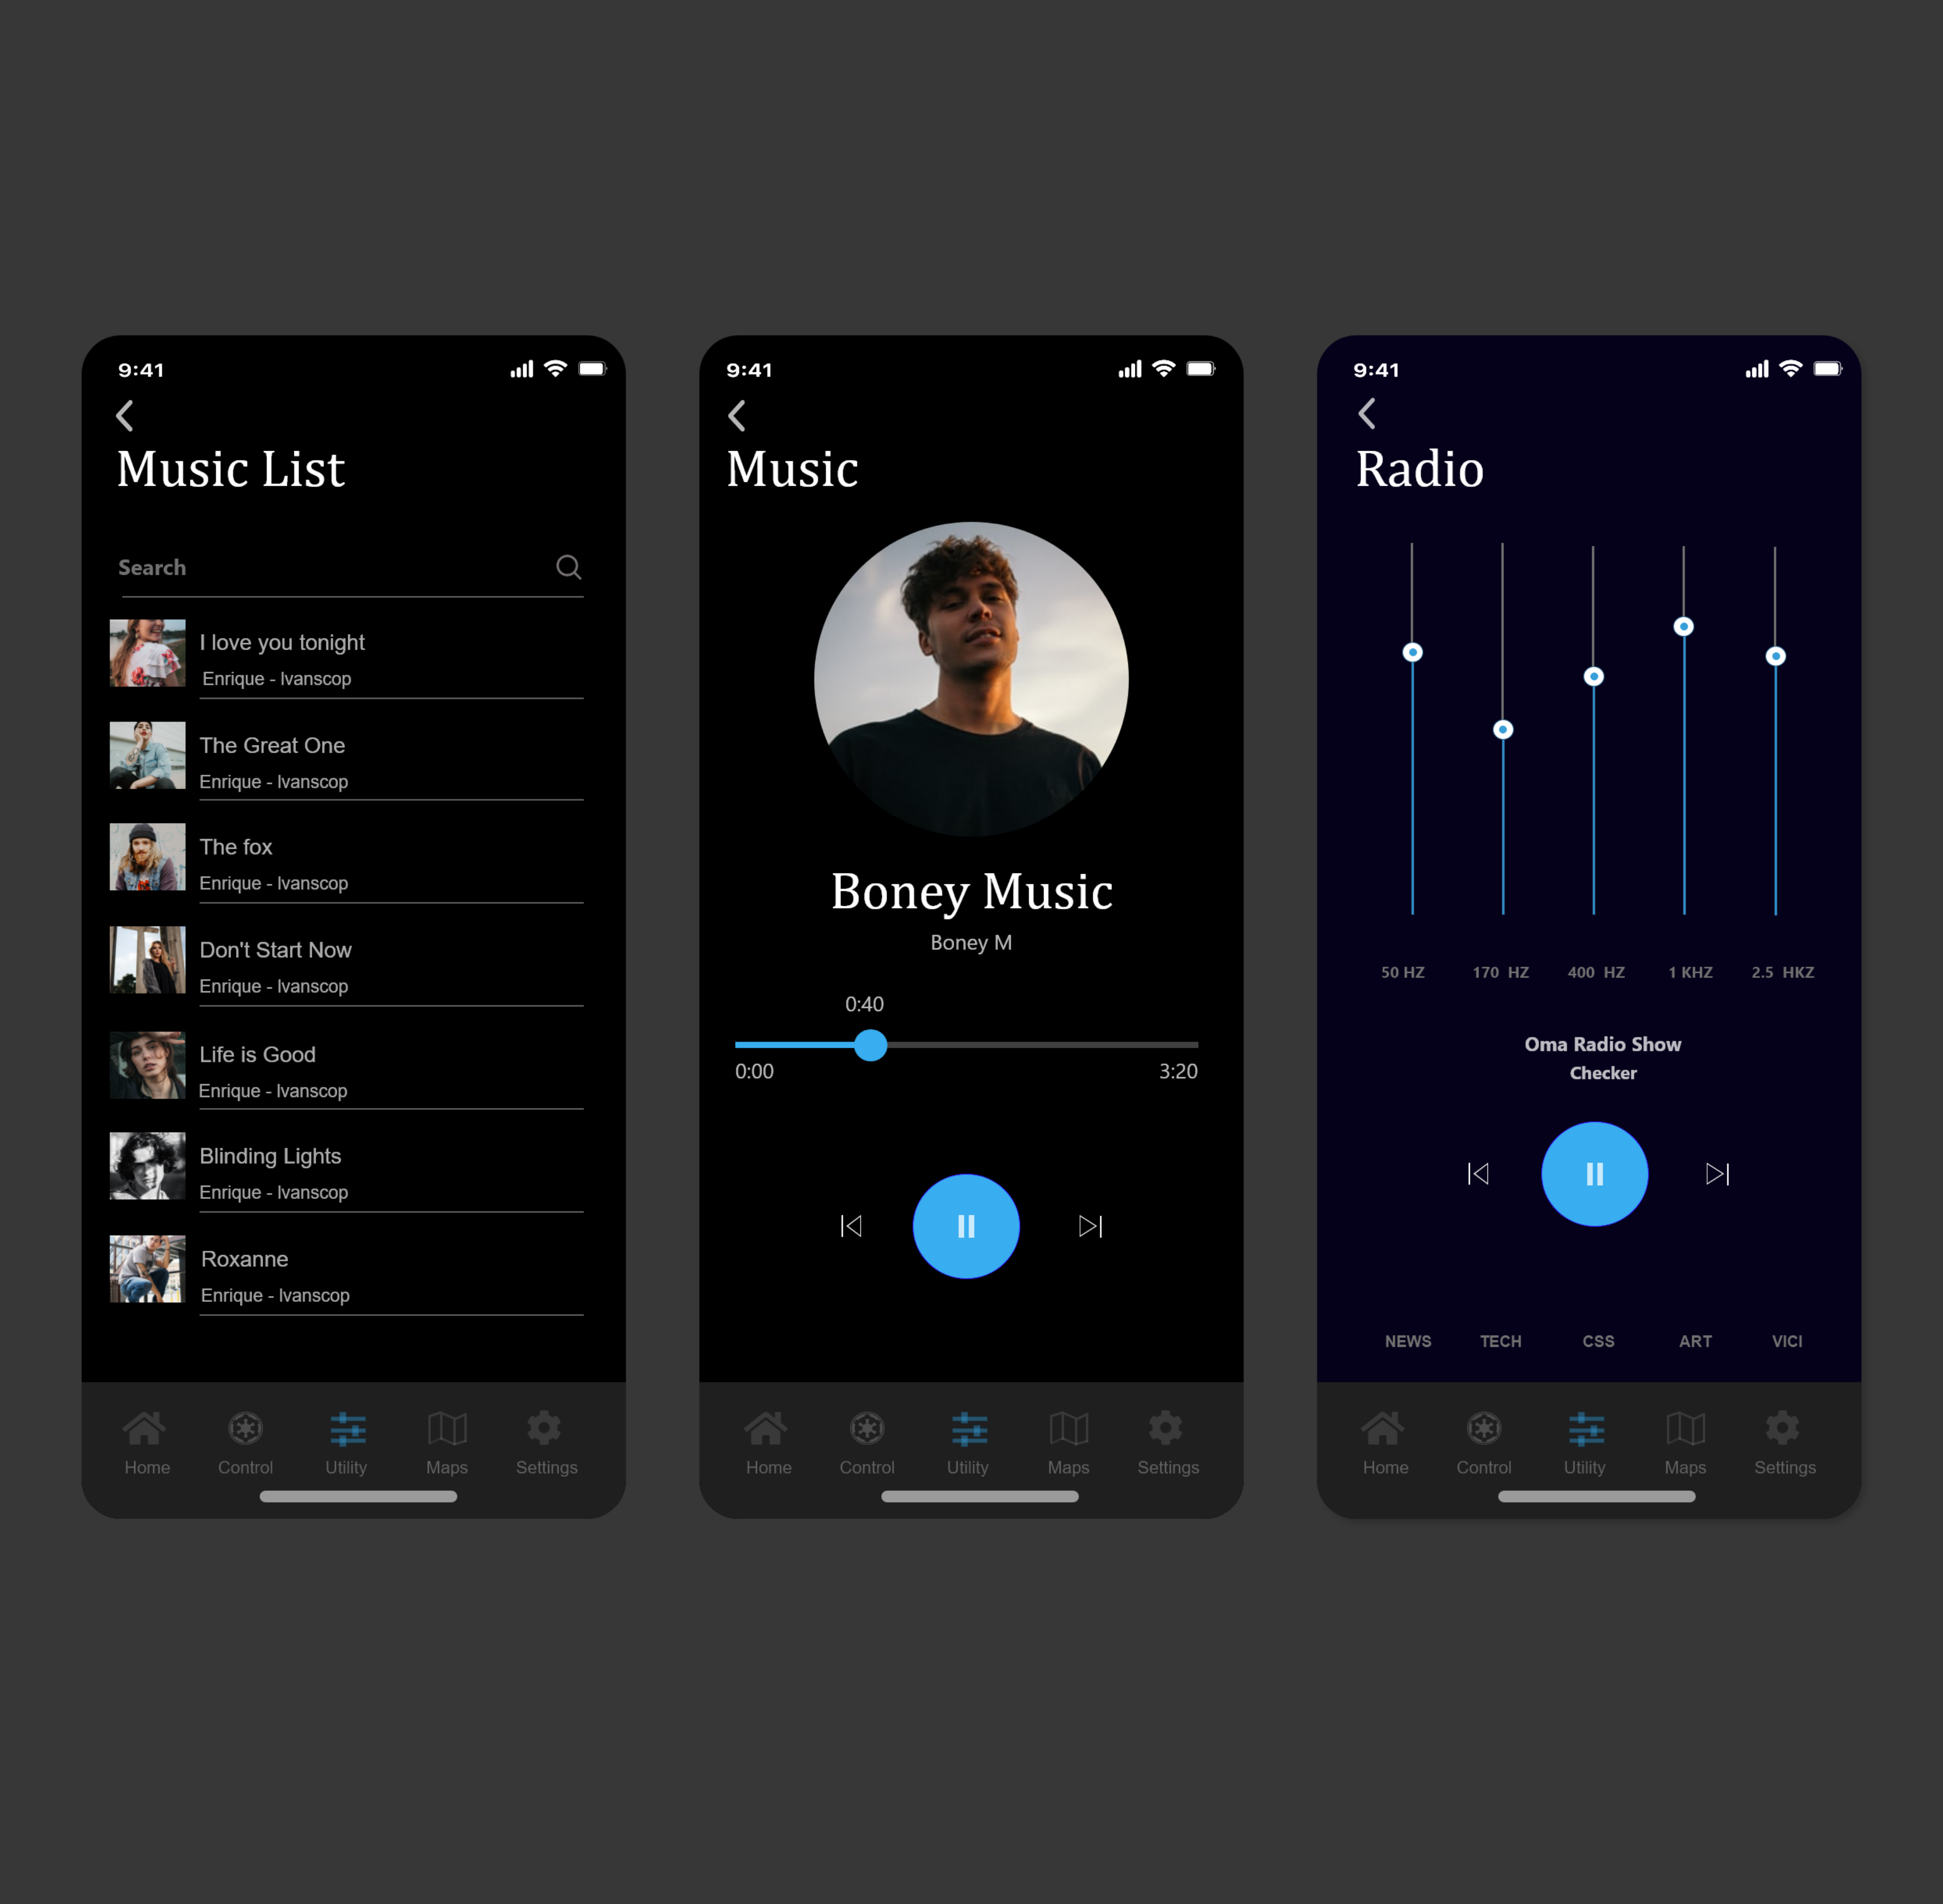 9:41
Music List
Search
I love you tonight
Enrique - Ivanscop
The Great One
Enrique - Ivanscop
The fox
Enrique - Ivanscop
Don't Start Now
Enrique - Ivanscop
Life is Good
Enrique - Ivanscop
Blinding Lights
Enrique - Ivanscop
Roxanne
Enrique - Ivanscop
Home Control Utility Maps Settings
9:41
Music
Boney Music
Boney M
0:40
0:00 3:20
Home Control Utility Maps Settings
9:41
Radio
50 HZ 170 HZ 400 HZ 1 KHZ 2.5 HKZ
Oma Radio Show
Checker
NEWS TECH CSS ART VICI
Home Control Utility Maps Settings